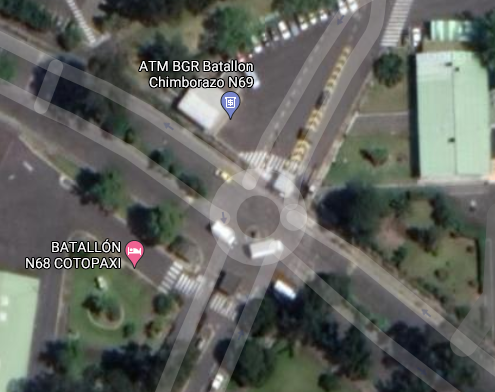 ATM BGR Batallon
Chimborazo N69
BATALLÓN
N68 COTOPAXI